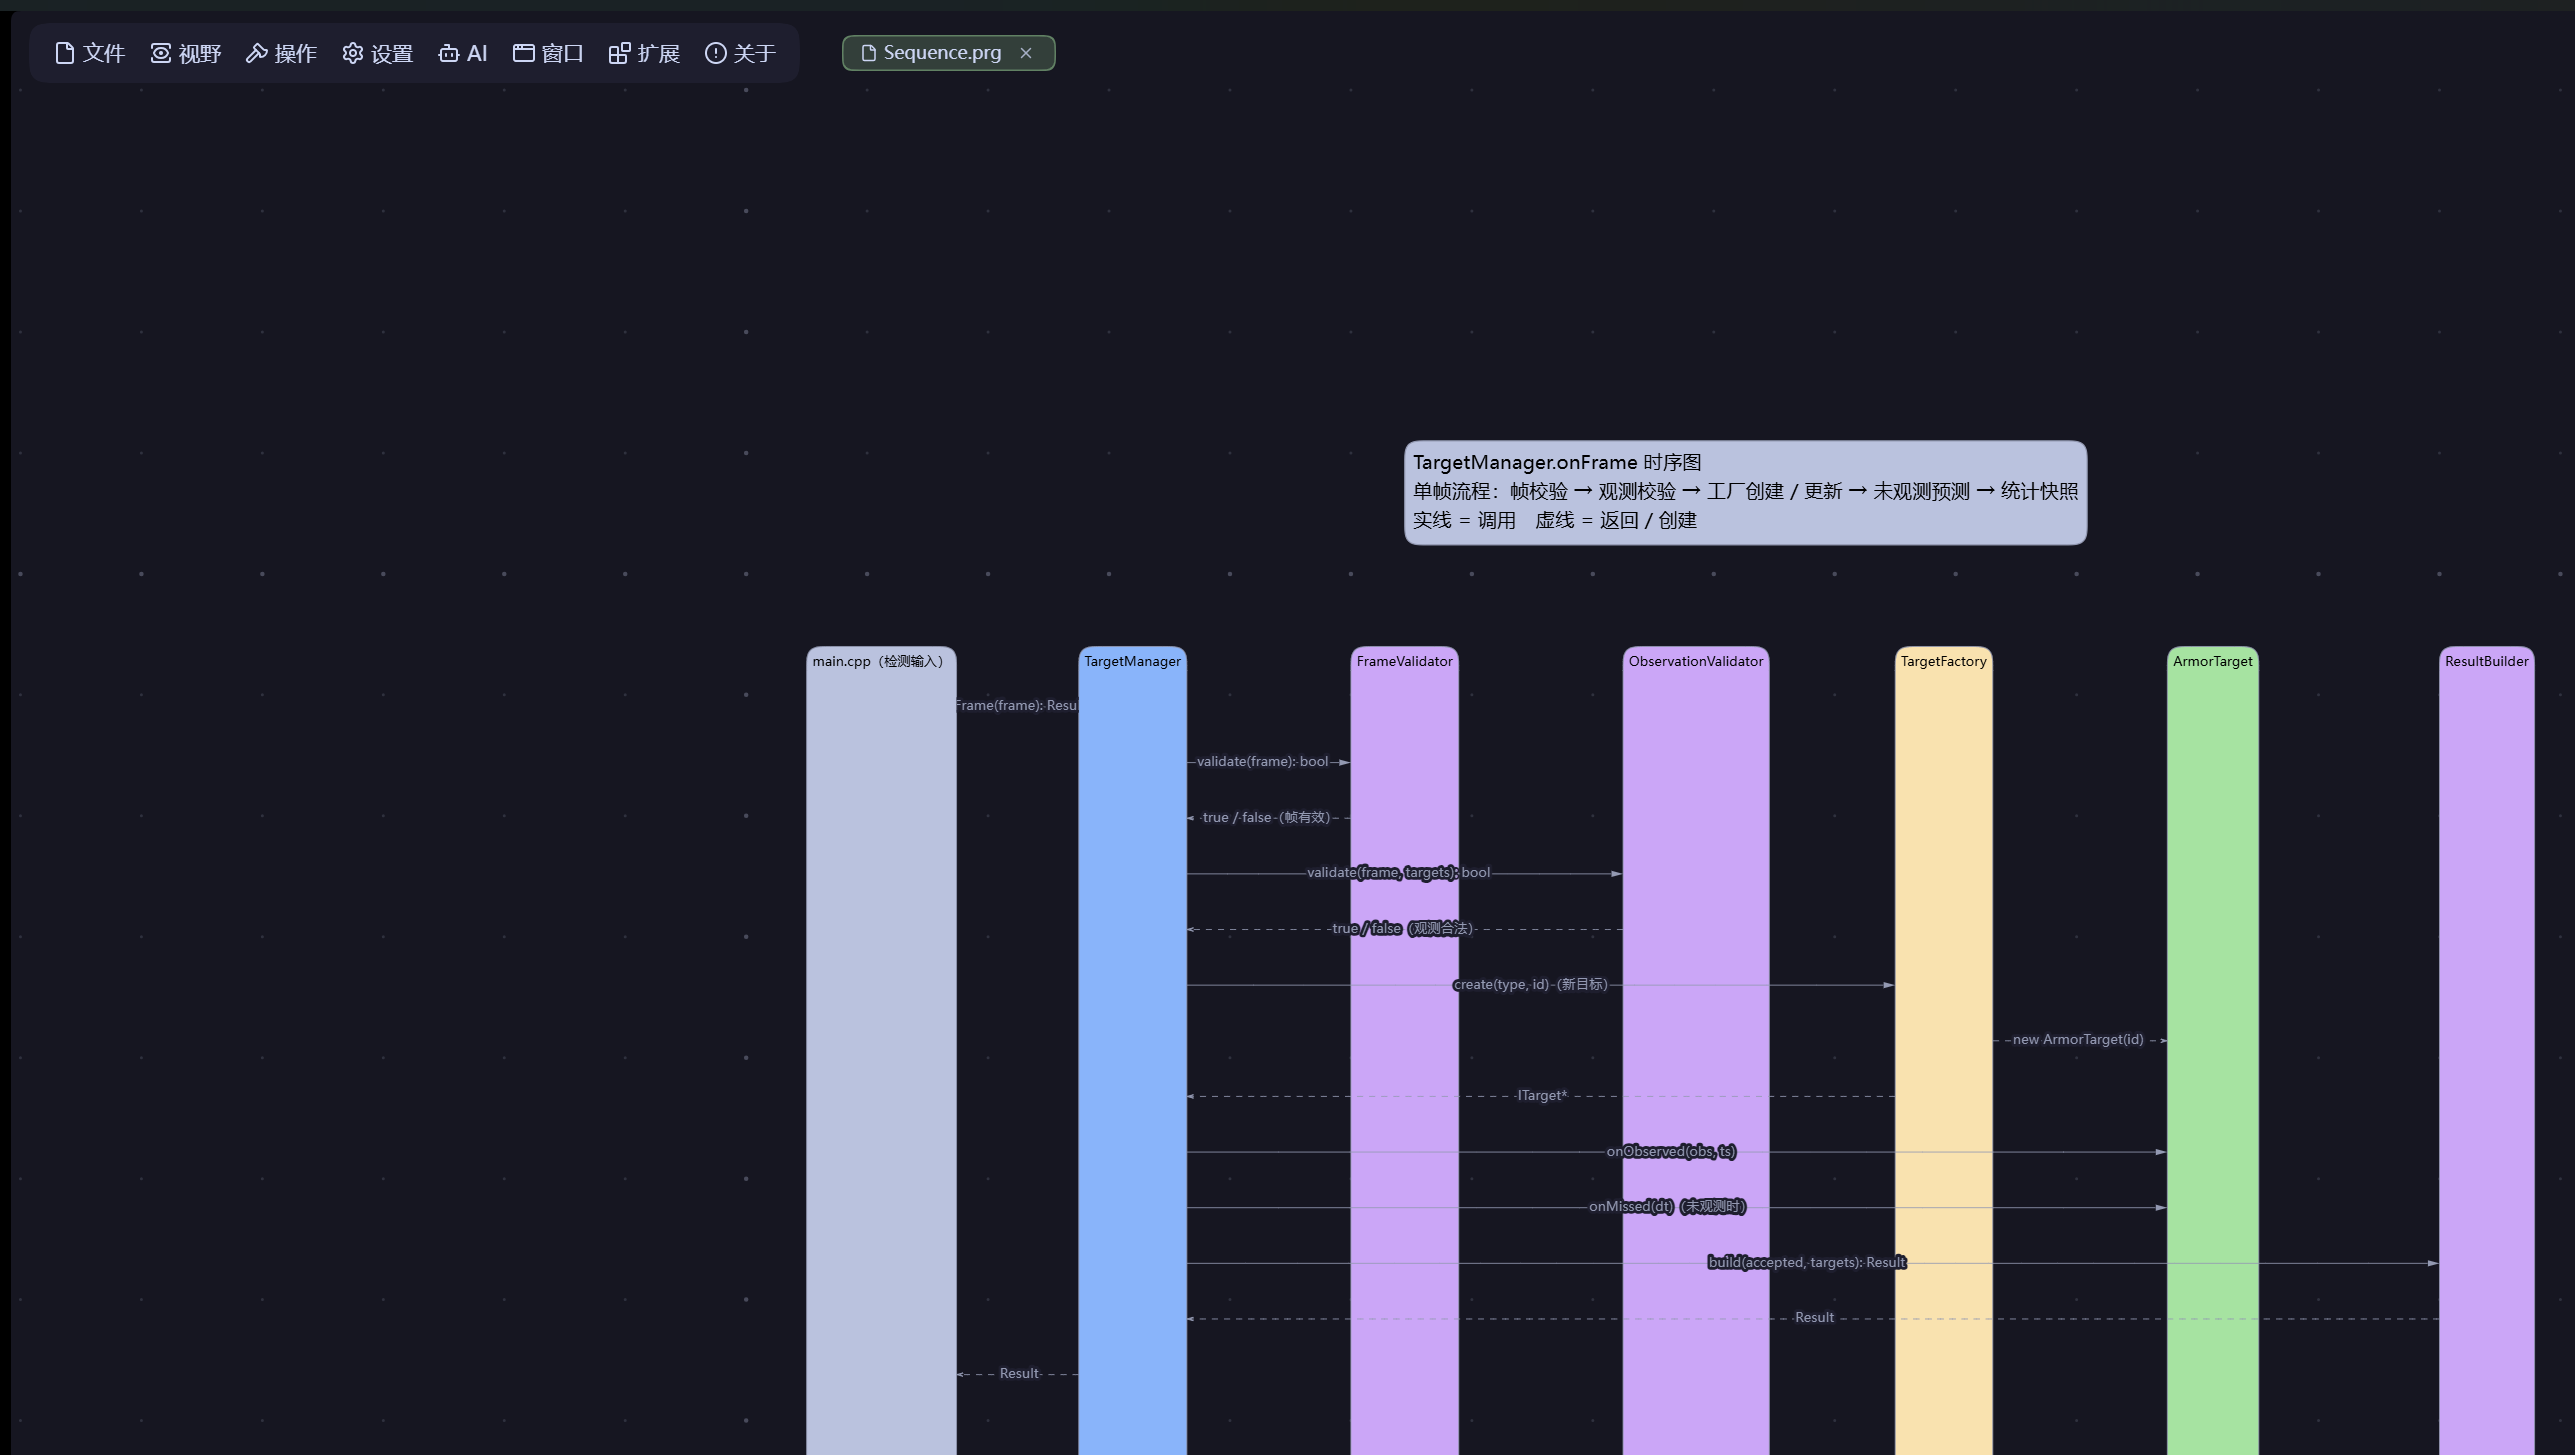 文件 视野 操作 设置 AI 窗口 扩展 关于 Sequence.prg
TargetManager.onFrame 时序图
单帧流程：帧校验 → 观测校验 → 工厂创建 / 更新 → 未观测预测 → 统计快照
实线 = 调用　虚线 = 返回 / 创建
main.cpp（检测输入）
TargetManager
FrameValidator
ObservationValidator
TargetFactory
ArmorTarget
ResultBuilder
Frame(frame): Resul
validate(frame): bool
true / false（帧有效）
validate(frame, targets): bool
true / false（观测合法）
create(type, id)（新目标）
new ArmorTarget(id)
ITarget*
onObserved(obs, ts)
onMissed(dt)（未观测时）
build(accepted, targets): Result
Result
Result